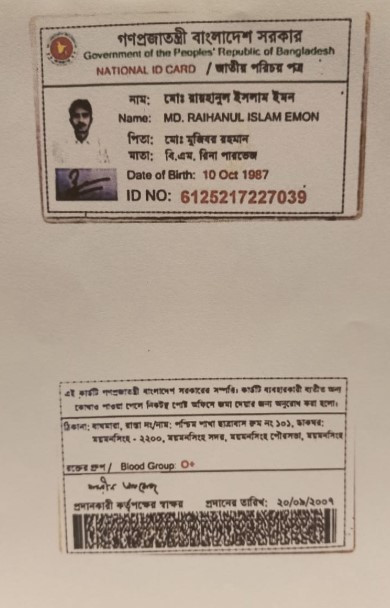 গণপ্রজাতন্ত্রী বাংলাদেশ সরকার
Government of the Peoples' Republic of Bangladesh
NATIONAL ID CARD / জাতীয় পরিচয় পত্র
নাম: মোঃ রায়হানুল ইসলাম ইমন
Name: MD. RAIHANUL ISLAM EMON
পিতা: মোঃ মুজিবর রহমান
মাতা: বি.এম. রিনা পারভেজ
Date of Birth: 10 Oct 1987
ID NO: 6125217227039
এই কার্ডটি গণপ্রজাতন্ত্রী বাংলাদেশ সরকারের সম্পত্তি। কার্ডটি ব্যবহারকারী ব্যতীত অন্য
কোথাও পাওয়া গেলে নিকটস্থ পোস্ট অফিসে জমা দেয়ার জন্য অনুরোধ করা হলো।
ঠিকানা: বাঘমারা, রাস্তা নং/নাম: পশ্চিম শাখা ছাত্রাবাস রুম নং ১০১, ডাকঘর:
ময়মনসিংহ - ২২০০, ময়মনসিংহ সদর, ময়মনসিংহ পৌরসভা, ময়মনসিংহ
রক্তের গ্রুপ / Blood Group: O+
প্রদানকারী কর্তৃপক্ষের স্বাক্ষর প্রদানের তারিখ: ২০/০৯/২০০৭